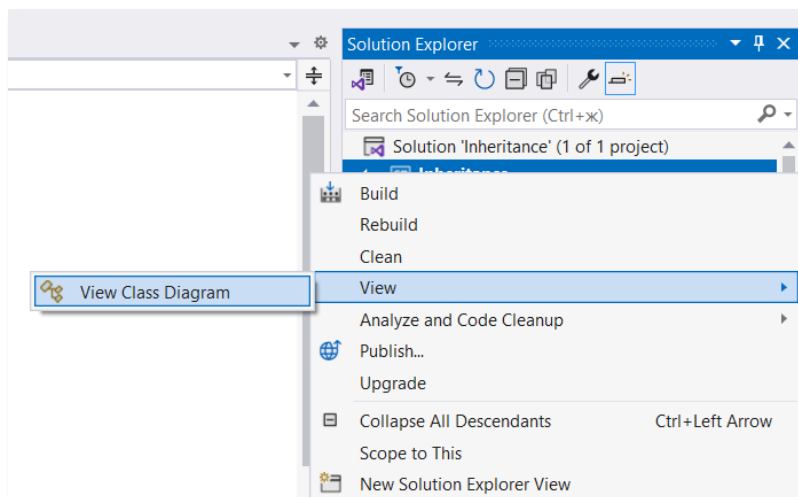 Solution Explorer
Search Solution Explorer (Ctrl+ж)
Solution 'Inheritance' (1 of 1 project)
Inheritance
Build
Rebuild
Clean
View
View Class Diagram
Analyze and Code Cleanup
Publish...
Upgrade
Collapse All Descendants Ctrl+Left Arrow
Scope to This
New Solution Explorer View